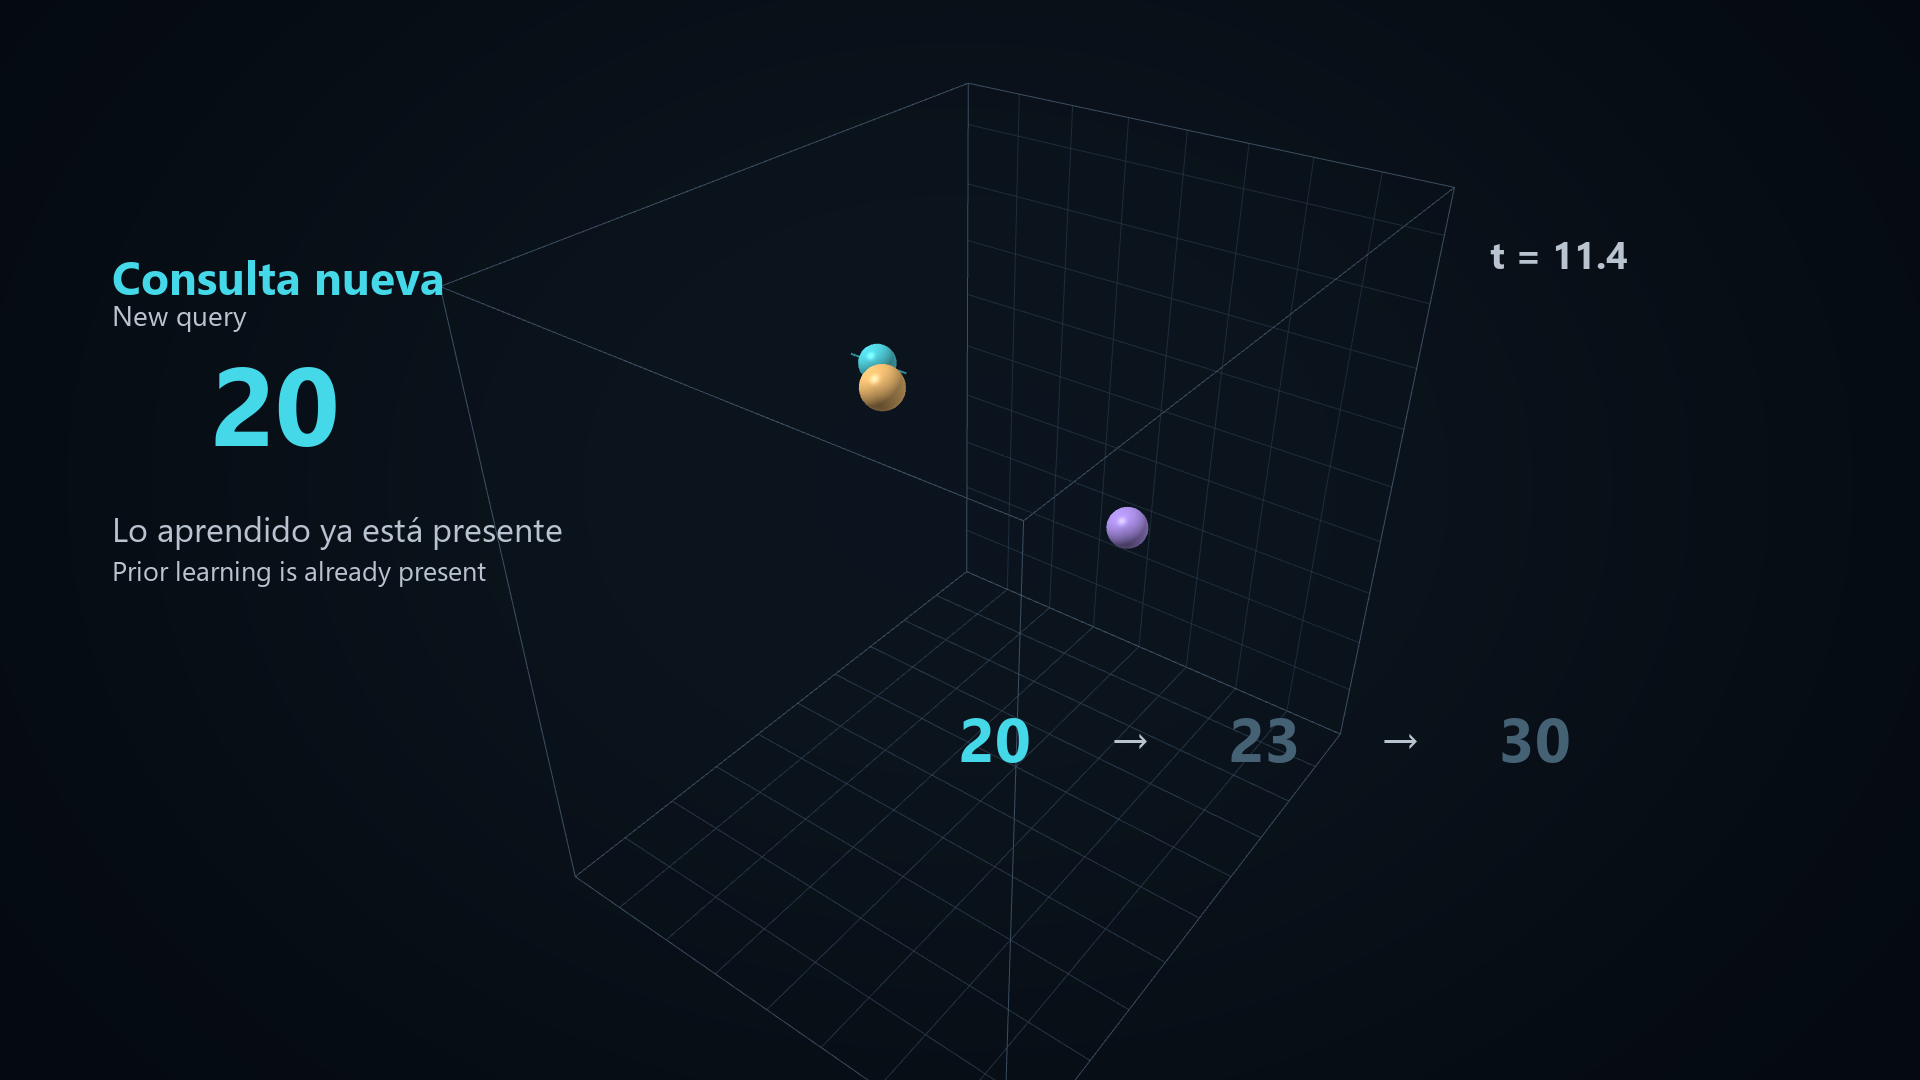 Consulta nueva
New query
20
Lo aprendido ya está presente
Prior learning is already present
t = 11.4
20 → 23 → 30